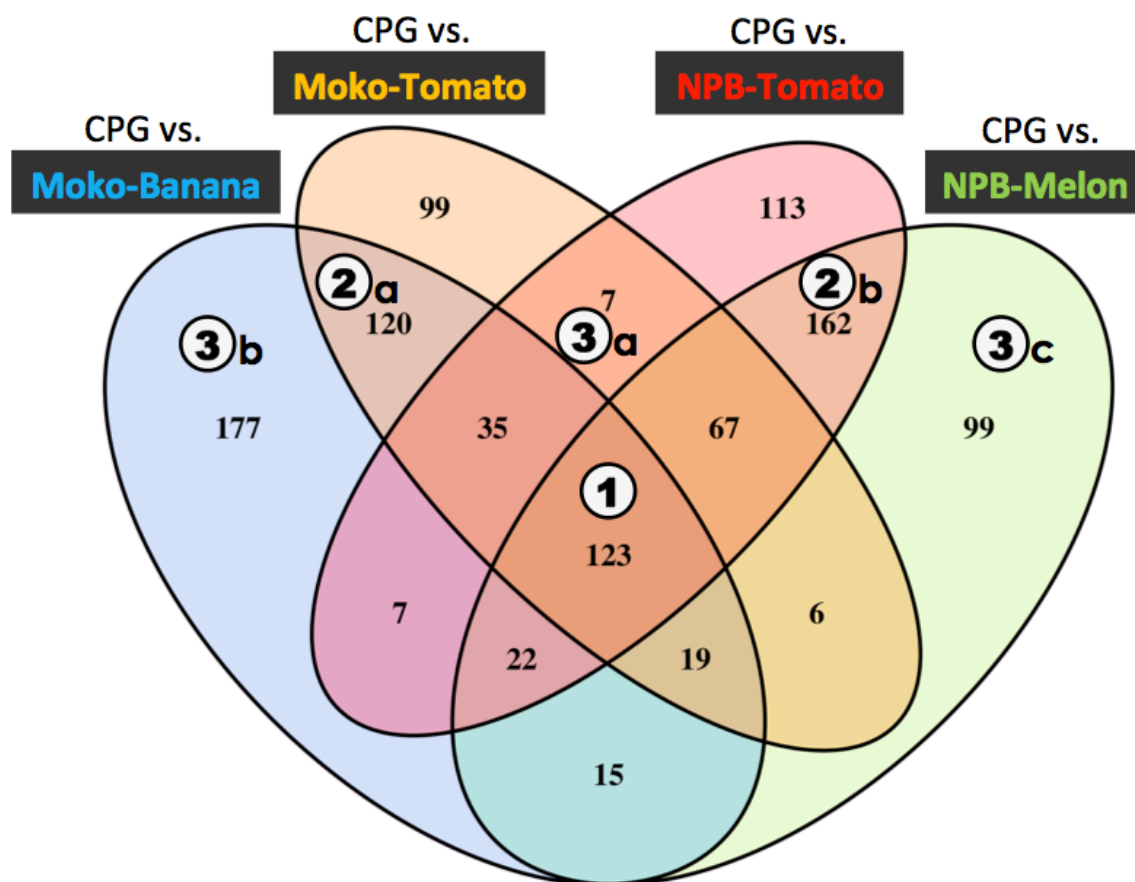 CPG vs.
Moko-Tomato
CPG vs.
NPB-Tomato
CPG vs.
Moko-Banana
CPG vs.
NPB-Melon
99
113
2 a
120
7
3 a
2 b
162
3 b
177
3 c
99
35
67
1
123
7
6
22
19
15